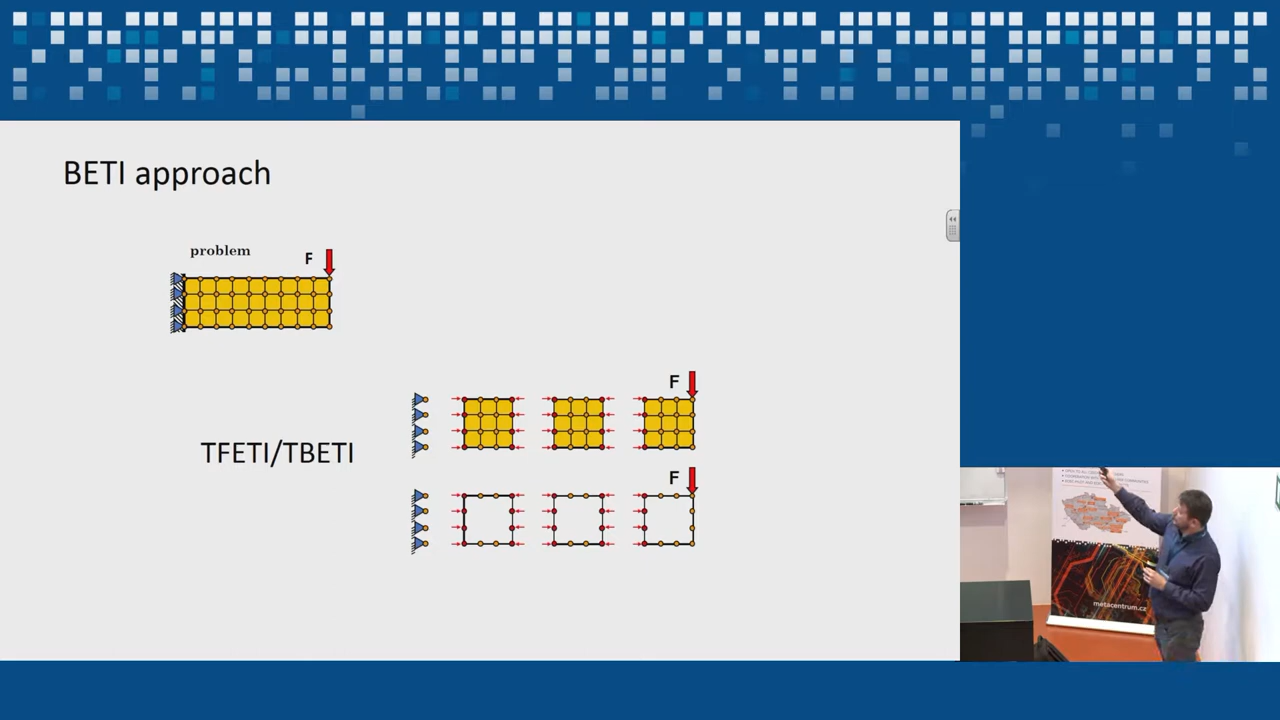 BETI approach
problem
F
F
TFETI/TBETI
F
metacentrum.cz